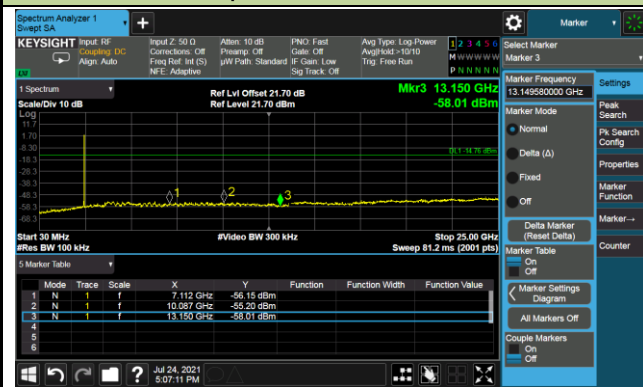 Spectrum Analyzer 1
Swept SA
Marker
KEYSIGHT
Input: RF
Coupling: DC
Align: Auto
Input Z: 50 Ω
Corrections: Off
Freq Ref: Int (S)
NFE: Adaptive
Atten: 10 dB
Preamp: Off
µW Path: Standard
PNO: Fast
Gate: Off
IF Gain: Low
Sig Track: Off
Avg Type: Log-Power
Avg|Hold:>10/10
Trig: Free Run
1 2 3 4 5 6
M W W W W W
P N N N N N
Select Marker
Marker 3
1 Spectrum
Scale/Div 10 dB
Ref Lvl Offset 21.70 dB
Ref Level 21.70 dBm
Mkr3 13.150 GHz
-58.01 dBm
Log
11.7
1.70
-8.30
-18.3
-28.3
-38.3
-48.3
-58.3
-68.3
DL1 -14.76 dBm
1
2
3
Start 30 MHz
#Res BW 100 kHz
#Video BW 300 kHz
Stop 25.00 GHz
Sweep 81.2 ms (2001 pts)
5 Marker Table
Mode Trace Scale X Y Function Function Width Function Value
1 N 1 f 7.112 GHz -56.15 dBm
2 N 1 f 10.087 GHz -55.20 dBm
3 N 1 f 13.150 GHz -58.01 dBm
4
5
6
Marker Frequency
13.149580000 GHz
Marker Mode
Normal
Delta (Δ)
Fixed
Off
Delta Marker
(Reset Delta)
Marker Table
On
Off
Marker Settings
Diagram
All Markers Off
Couple Markers
On
Off
Settings
Peak
Search
Pk Search
Config
Properties
Marker
Function
Marker→
Counter
Jul 24, 2021
5:07:11 PM